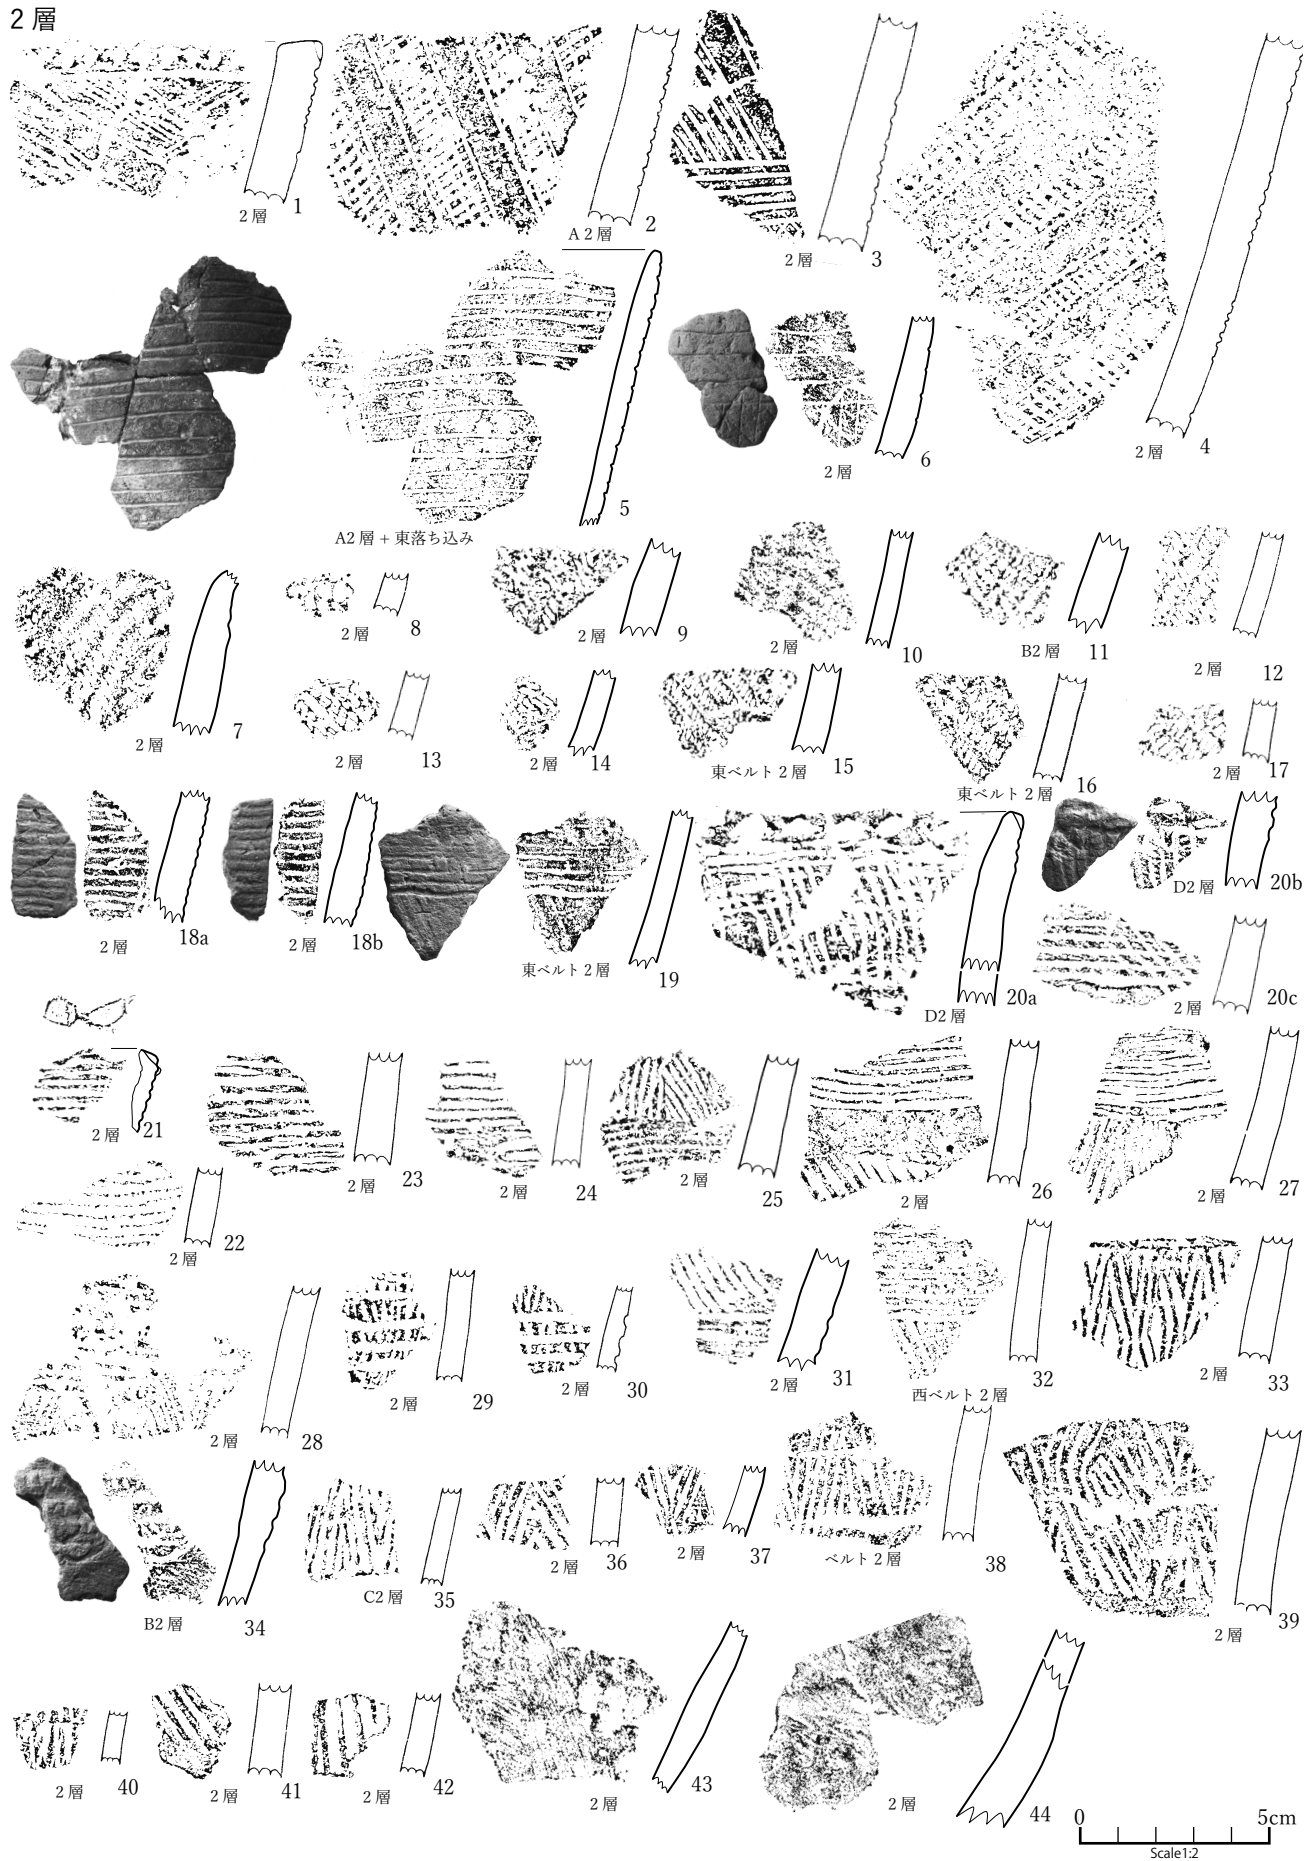 2層
2層
1
A 2層
2
2層
3
2層
4
A2層 + 東落ち込み
5
2層
6
2層
7
2層
8
2層
9
2層
10
B2層
11
2層
12
2層
13
2層
14
東ベルト 2層
15
東ベルト 2層
16
2層
17
2層
18a
2層
18b
東ベルト 2層
19
D2層
20a
D2層
20b
2層
20c
2層
21
2層
22
2層
23
2層
24
2層
25
2層
26
2層
27
2層
28
2層
29
2層
30
2層
31
西ベルト 2層
32
2層
33
B2層
34
C2層
35
2層
36
2層
37
ベルト 2層
38
2層
39
2層
40
2層
41
2層
42
2層
43
2層
44
0
5cm
Scale1:2